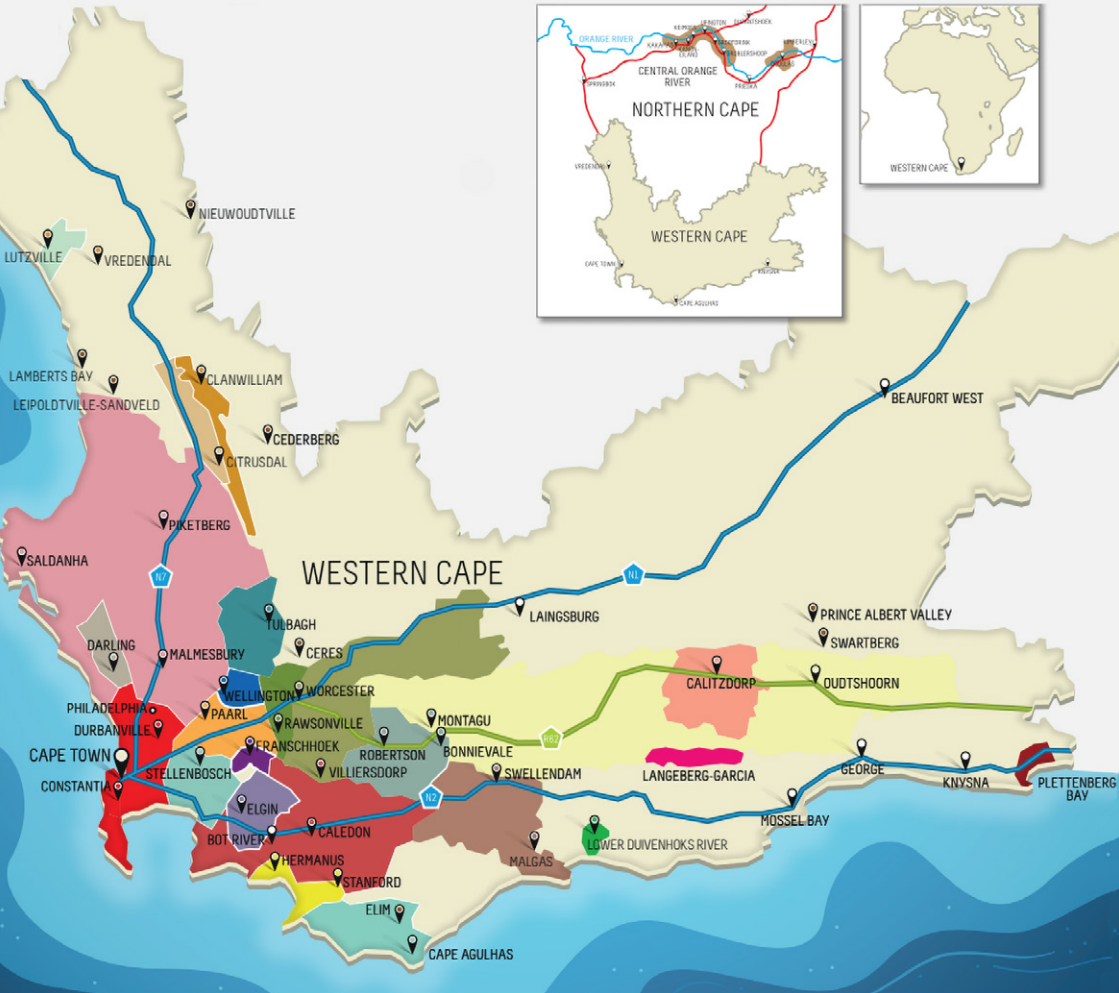 ORANGE RIVER
KEIMOES
UPINGTON
KAKAMAS
CENTRAL ORANGE
RIVER
PRIESKA
SPRINGBOK
NORTHERN CAPE
VREDENDAL
WESTERN CAPE
CAPE TOWN
KNYSNA
CAPE AGULHAS
WESTERN CAPE
NIEUWOUDTVILLE
LUTZVILLE
VREDENDAL
LAMBERTS BAY
CLANWILLIAM
LEIPOLDTVILLE-SANDVELD
BEAUFORT WEST
CEDERBERG
CITRUSDAL
PIKETBERG
SALDANHA
WESTERN CAPE
N7
N1
LAINGSBURG
TULBAGH
PRINCE ALBERT VALLEY
SWARTBERG
DARLING
MALMESBURY
CERES
WELLINGTON
WORCESTER
CALITZDORP
OUDTSHOORN
PHILADELPHIA
PAARL
DURBANVILLE
RAWSONVILLE
MONTAGU
R62
FRANSCHHOEK
ROBERTSON
BONNIEVALE
CAPE TOWN
STELLENBOSCH
VILLIERSDORP
SWELLENDAM
LANGEBERG-GARCIA
GEORGE
KNYSNA
PLETTENBERG
BAY
CONSTANTIA
N2
ELGIN
BOT RIVER
CALEDON
MOSSEL BAY
LOWER DUIVENHOKS RIVER
MALGAS
HERMANUS
STANFORD
ELIM
CAPE AGULHAS